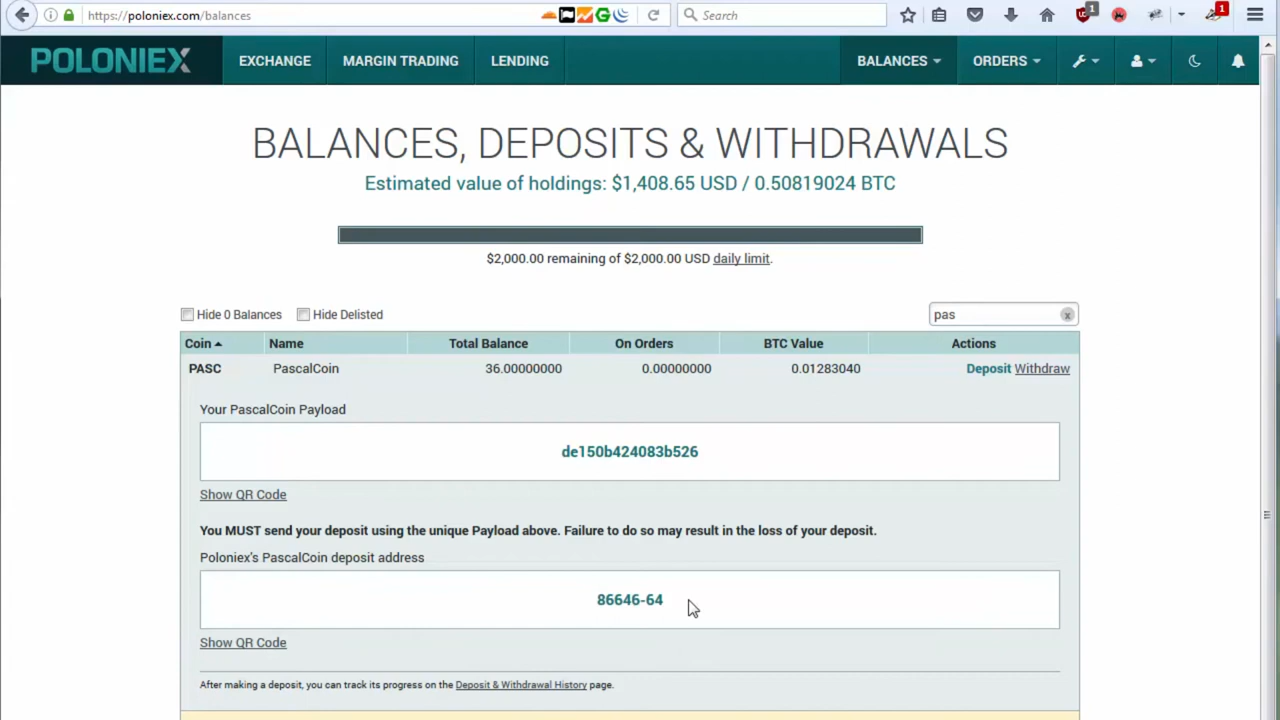 https://poloniex.com/balances
Search
1
1
POLONIEX
EXCHANGE
MARGIN TRADING
LENDING
BALANCES
ORDERS
BALANCES, DEPOSITS & WITHDRAWALS
Estimated value of holdings: $1,408.65 USD / 0.50819024 BTC
$2,000.00 remaining of $2,000.00 USD daily limit.
Hide 0 Balances Hide Delisted pas x
Coin Name Total Balance On Orders BTC Value Actions
PASC PascalCoin 36.00000000 0.00000000 0.01283040 Deposit Withdraw
Your PascalCoin Payload
de150b424083b526
Show QR Code
You MUST send your deposit using the unique Payload above. Failure to do so may result in the loss of your deposit.
Poloniex's PascalCoin deposit address
86646-64
Show QR Code
After making a deposit, you can track its progress on the Deposit & Withdrawal History page.